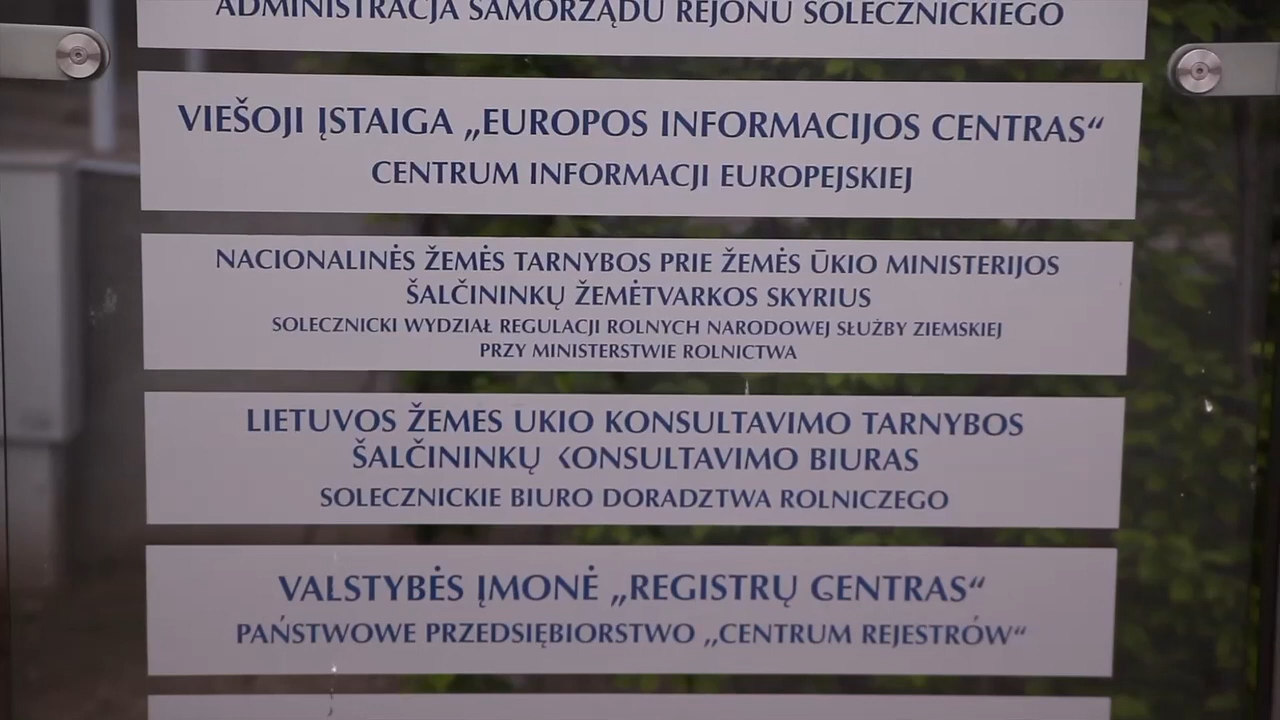 ADMINISTRACJA SAMORZĄDU REJONU SOLECZNICKIEGO
VIEŠOJI ĮSTAIGA „EUROPOS INFORMACIJOS CENTRAS“
CENTRUM INFORMACJI EUROPEJSKIEJ
NACIONALINĖS ŽEMĖS TARNYBOS PRIE ŽEMĖS ŪKIO MINISTERIJOS
ŠALČININKŲ ŽEMĖTVARKOS SKYRIUS
SOLECZNICKI WYDZIAŁ REGULACJI ROLNYCH NARODOWEJ SŁUŻBY ZIEMSKIEJ
PRZY MINISTERSTWIE ROLNICTWA
LIETUVOS ŽEMES UKIO KONSULTAVIMO TARNYBOS
ŠALČININKŲ KONSULTAVIMO BIURAS
SOLECZNICKIE BIURO DORADZTWA ROLNICZEGO
VALSTYBĖS ĮMONĖ „REGISTRŲ CENTRAS“
PAŃSTWOWE PRZEDSIĘBIORSTWO ,,CENTRUM REJESTRÓW“